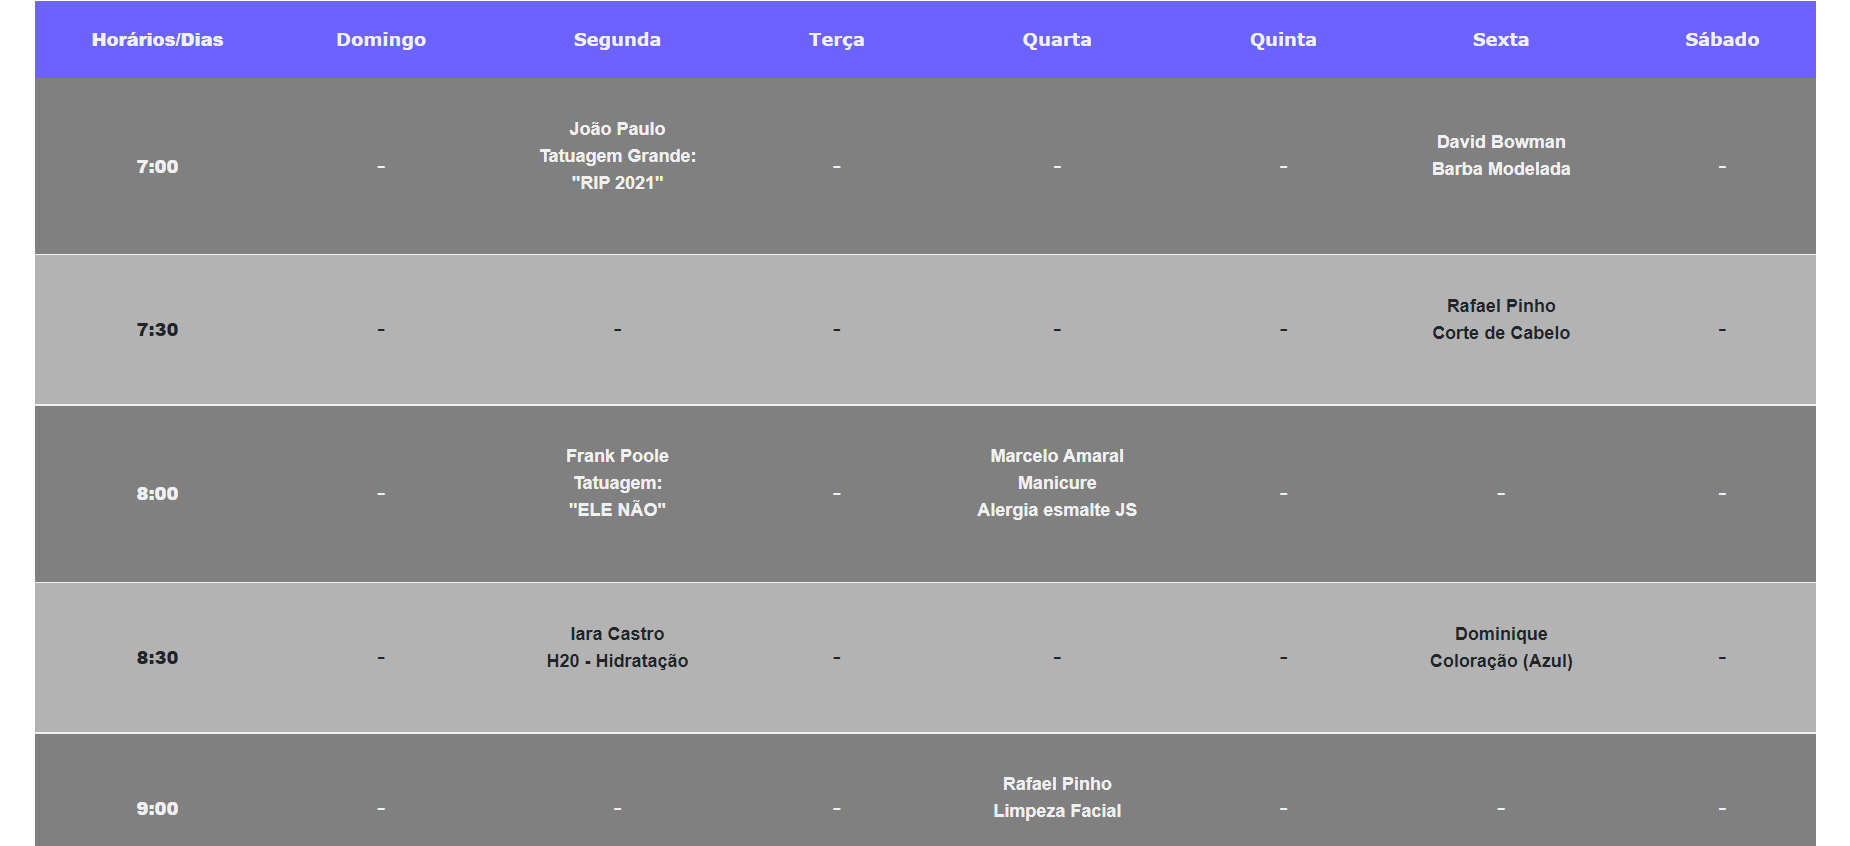 Horários/Dias Domingo Segunda Terça Quarta Quinta Sexta Sábado
7:00 - João Paulo
Tatuagem Grande:
"RIP 2021" - - - David Bowman
Barba Modelada -
7:30 - - - - - Rafael Pinho
Corte de Cabelo -
8:00 - Frank Poole
Tatuagem:
"ELE NÃO" - Marcelo Amaral
Manicure
Alergia esmalte JS - - -
8:30 - Iara Castro
H20 - Hidratação - - - Dominique
Coloração (Azul) -
9:00 - - - Rafael Pinho
Limpeza Facial - - -